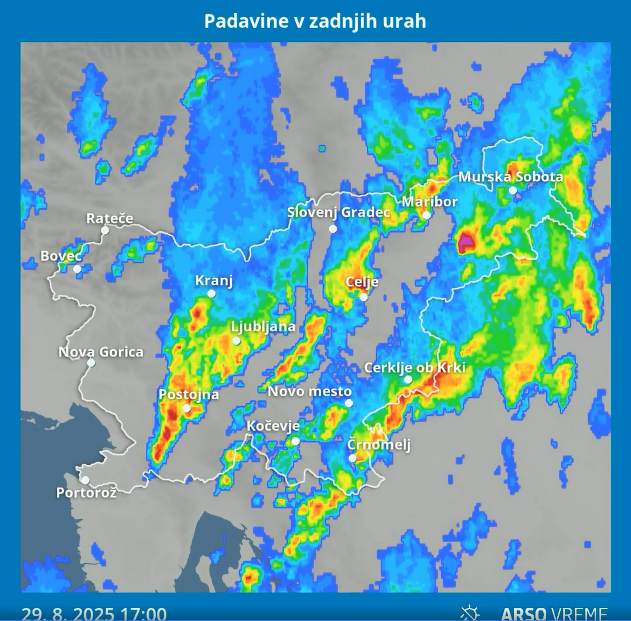 Padavine v zadnjih urah
Murska Sobota
Maribor
Slovenj Gradec
Rateče
Bovec
Kranj
Celje
Ljubljana
Nova Gorica
Cerklje ob Krki
Postojna
Novo mesto
Kočevje
Črnomelj
Portorož
29. 8. 2025 17:00
ARSO VREME